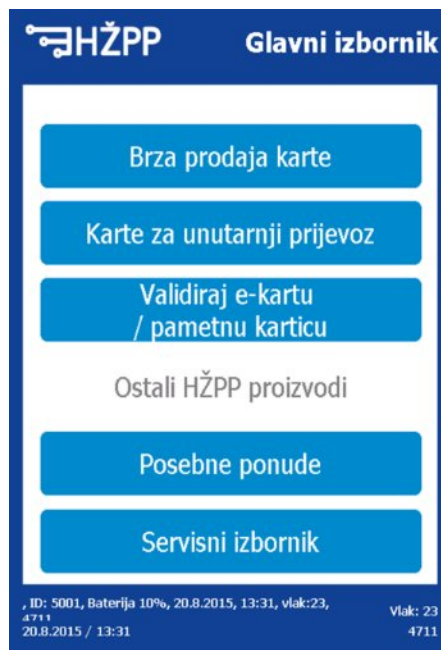 HŽPP
Glavni izbornik
Brza prodaja karte
Karte za unutarnji prijevoz
Validiraj e-kartu
/ pametnu karticu
Ostali HŽPP proizvodi
Posebne ponude
Servisni izbornik
, ID: 5001, Baterija 10%, 20.8.2015, 13:31, vlak:23,
4711
20.8.2015 / 13:31
Vlak: 23
4711